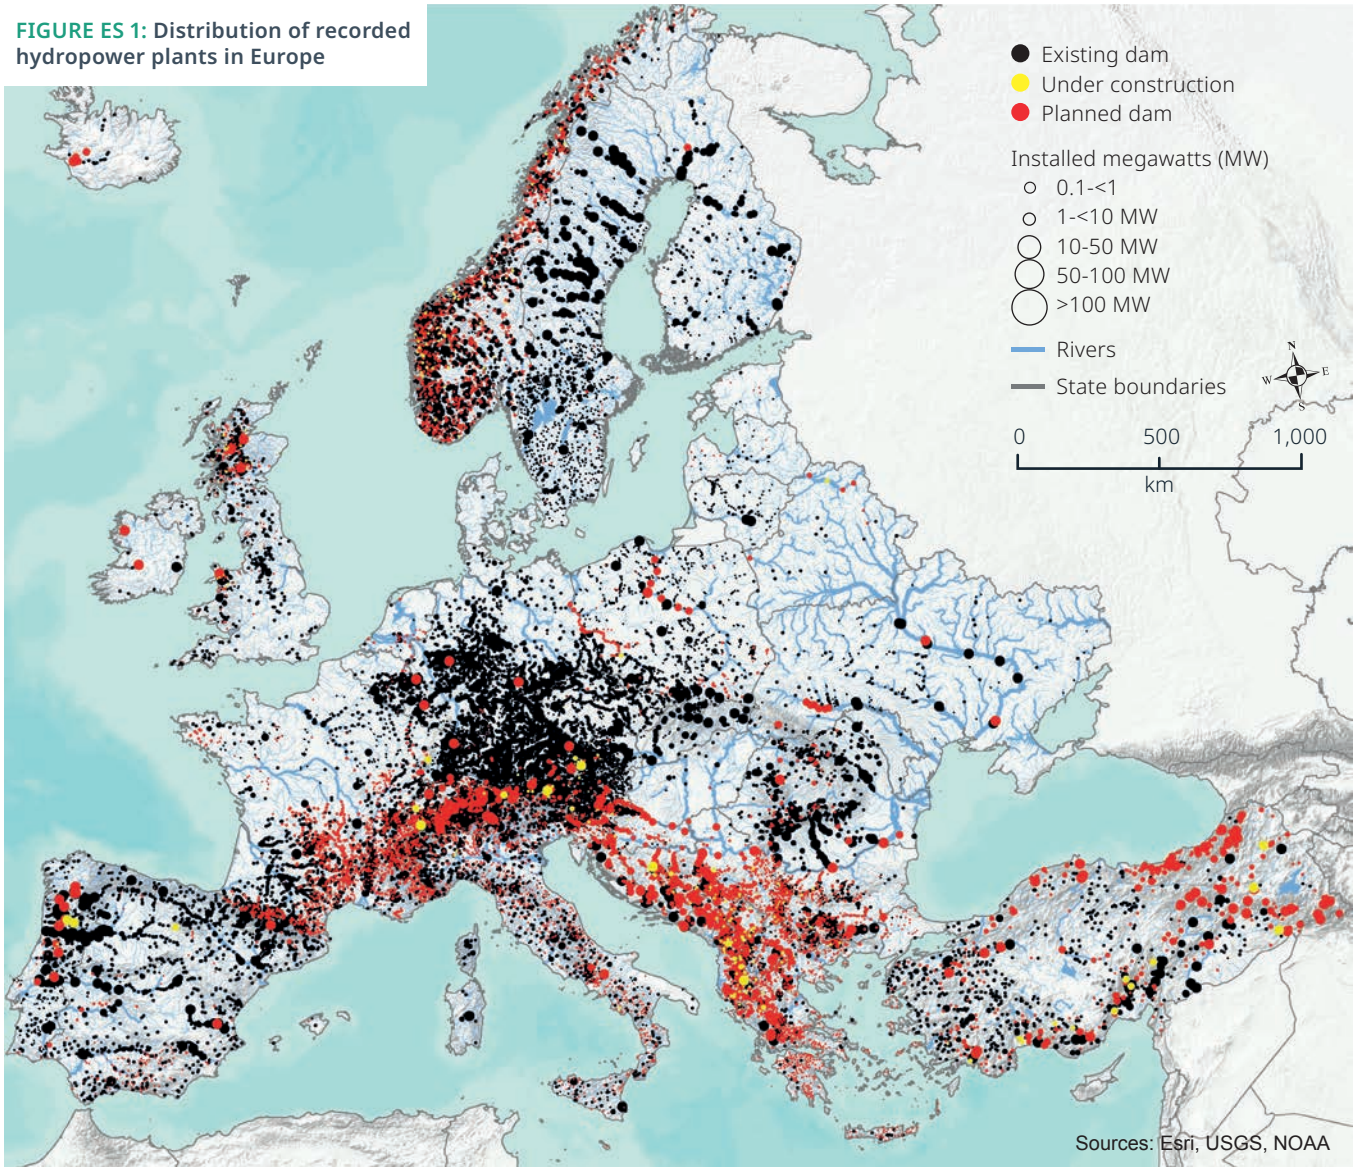 FIGURE ES 1: Distribution of recorded
hydropower plants in Europe
Existing dam
Under construction
Planned dam
Installed megawatts (MW)
0.1-<1
1-<10 MW
10-50 MW
50-100 MW
>100 MW
Rivers
State boundaries
N
W
E
S
0 500 1,000
km
Sources: Esri, USGS, NOAA